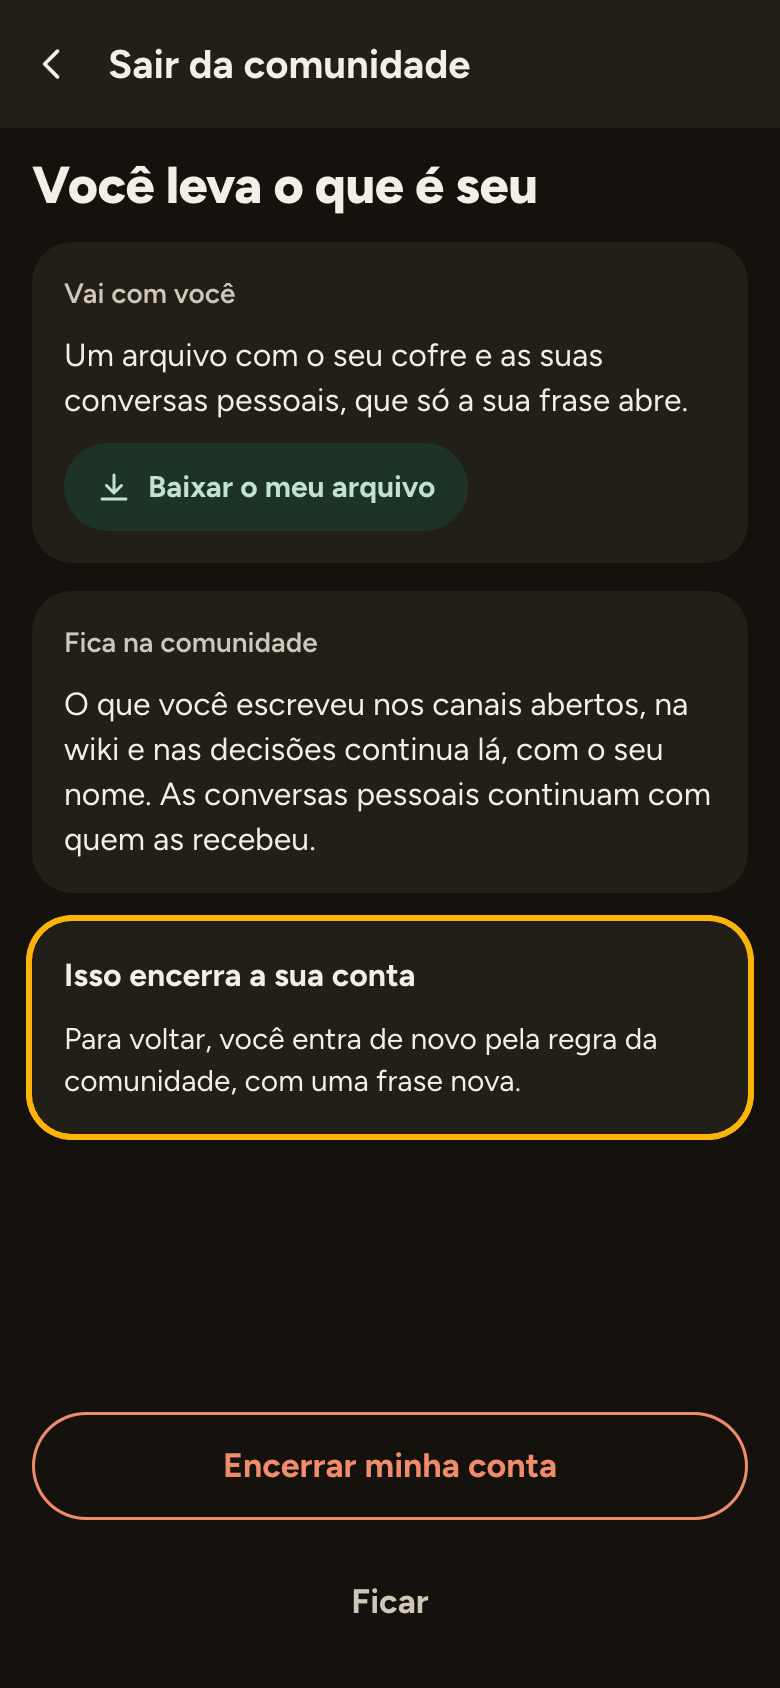 Sair da comunidade
Você leva o que é seu
Vai com você
Um arquivo com o seu cofre e as suas
conversas pessoais, que só a sua frase abre.
Baixar o meu arquivo
Fica na comunidade
O que você escreveu nos canais abertos, na
wiki e nas decisões continua lá, com o seu
nome. As conversas pessoais continuam com
quem as recebeu.
Isso encerra a sua conta
Para voltar, você entra de novo pela regra da
comunidade, com uma frase nova.
Encerrar minha conta
Ficar